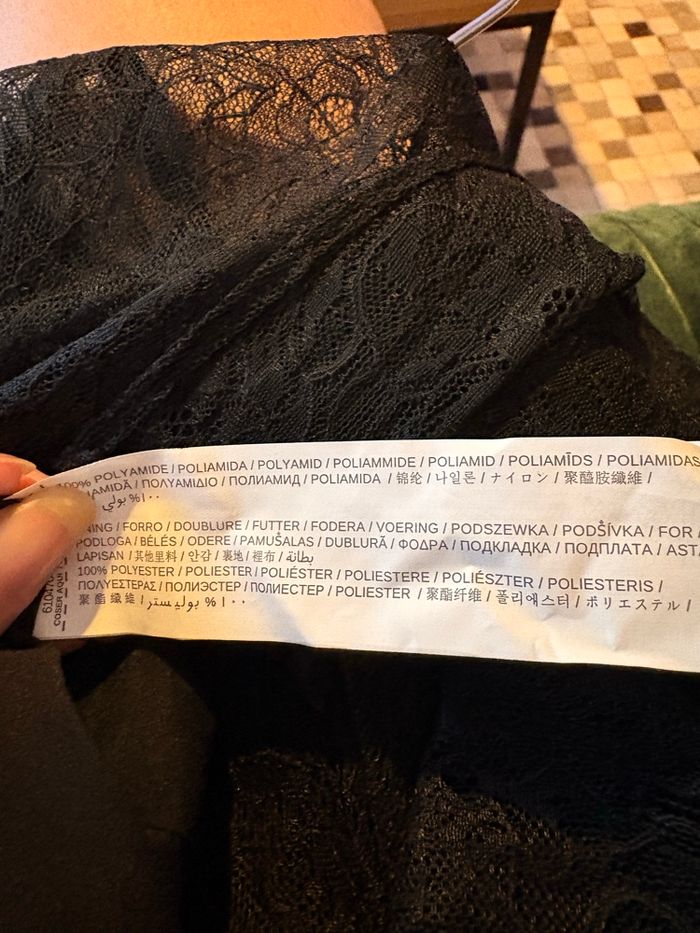 100% POLYAMIDE / POLIAMIDA / POLYAMID / POLIAMMIDE / POLIAMID / POLIAMĪDS / POLIAMIDAS
ΠΟΛΥΑΜΙΔΙΟ / ПОЛИАМИД / POLIAMIDA / 锦纶 / 나일론 / ナイロン / 聚醯胺纖維 /
١٠٠% بولي
FORRO / DOUBLURE / FUTTER / FODERA / VOERING / PODSZEWKA / PODŠÍVKA / FOR /
PODLOGA / BÉLÉS / ODERE / PAMUŠALAS / DUBLURĂ / ΦΟΔΡΑ / ПОДКЛАДКА / ПОДПЛАТА / ASTA
LAPISAN / 其他里料 / 안감 / 裏地 / 裡布 / بطانة
100% POLYESTER / POLIESTER / POLIÉSTER / POLIESTERE / POLIÉSZTER / POLIESTERIS /
ΠΟΛΥΕΣΤΕΡΑΣ / ПОЛИЭСТЕР / ПОЛИЕСТЕР / POLIESTER / 聚酯纤维 / 폴리에스터 / ポリエステル /
聚酯纖維 / ١٠٠% بوليستر
COSER AQUI